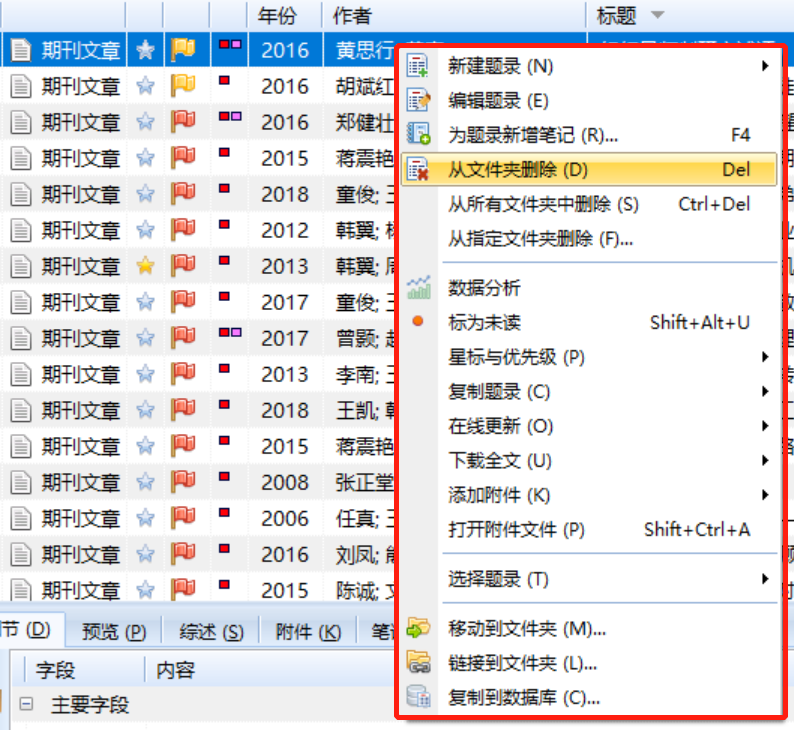 年份 作者 标题
期刊文章 2016 黄思行
期刊文章 2016 胡斌红
期刊文章 2016 郑健壮
期刊文章 2015 蒋震艳
期刊文章 2018 童俊;
期刊文章 2012 韩翼;
期刊文章 2013 韩翼;
期刊文章 2017 童俊;
期刊文章 2017 曾颢;
期刊文章 2013 李南;
期刊文章 2018 王凯;
期刊文章 2015 蒋震艳
期刊文章 2008 张正堂
期刊文章 2006 任真;
期刊文章 2016 刘凤;
期刊文章 2015 陈诚;
新建题录 (N)
编辑题录 (E)
为题录新增笔记 (R)... F4
从文件夹删除 (D) Del
从所有文件夹中删除 (S) Ctrl+Del
从指定文件夹删除 (F)...
数据分析
标为未读 Shift+Alt+U
星标与优先级 (P)
复制题录 (C)
在线更新 (O)
下载全文 (U)
添加附件 (K)
打开附件文件 (P) Shift+Ctrl+A
选择题录 (T)
移动到文件夹 (M)...
链接到文件夹 (L)...
复制到数据库 (C)...
节 (D) 预览 (P) 综述 (S) 附件 (K) 笔
字段 内容
主要字段